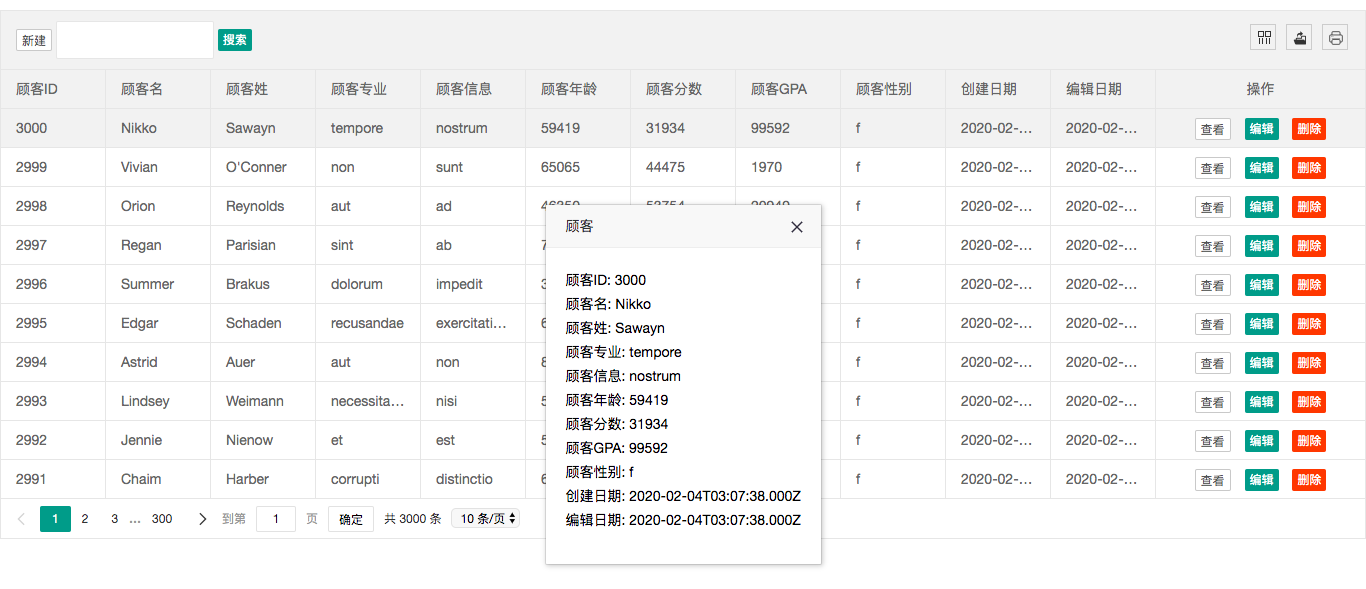 新建 搜索
顾客ID 顾客名 顾客姓 顾客专业 顾客信息 顾客年龄 顾客分数 顾客GPA 顾客性别 创建日期 编辑日期 操作
3000 Nikko Sawayn tempore nostrum 59419 31934 99592 f 2020-02-... 2020-02-... 查看 编辑 删除
2999 Vivian O'Conner non sunt 65065 44475 1970 f 2020-02-... 2020-02-... 查看 编辑 删除
2998 Orion Reynolds aut ad f 2020-02-... 2020-02-... 查看 编辑 删除
2997 Regan Parisian sint ab f 2020-02-... 2020-02-... 查看 编辑 删除
2996 Summer Brakus dolorum impedit f 2020-02-... 2020-02-... 查看 编辑 删除
2995 Edgar Schaden recusandae exercitati... f 2020-02-... 2020-02-... 查看 编辑 删除
2994 Astrid Auer aut non f 2020-02-... 2020-02-... 查看 编辑 删除
2993 Lindsey Weimann necessita... nisi f 2020-02-... 2020-02-... 查看 编辑 删除
2992 Jennie Nienow et est f 2020-02-... 2020-02-... 查看 编辑 删除
2991 Chaim Harber corrupti distinctio f 2020-02-... 2020-02-... 查看 编辑 删除
1 2 3 ... 300 到第 1 页 确定 共 3000 条 10 条/页
顾客
顾客ID: 3000
顾客名: Nikko
顾客姓: Sawayn
顾客专业: tempore
顾客信息: nostrum
顾客年龄: 59419
顾客分数: 31934
顾客GPA: 99592
顾客性别: f
创建日期: 2020-02-04T03:07:38.000Z
编辑日期: 2020-02-04T03:07:38.000Z